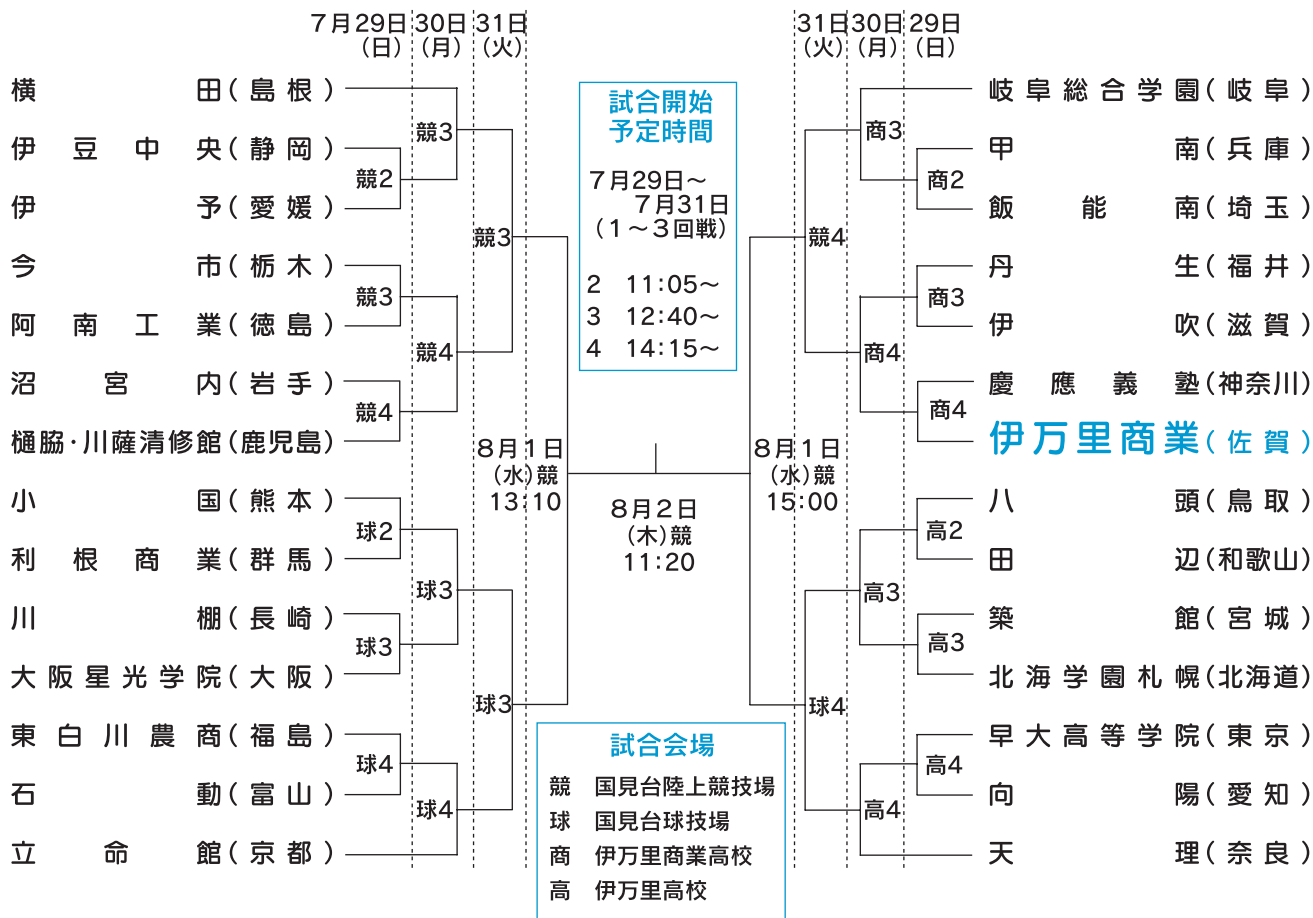 7月29日 30日 31日
(日) (月) (火)
31日 30日 29日
(火) (月) (日)
横田(島根)
伊豆中央(静岡)
伊予(愛媛)
今市(栃木)
阿南工業(徳島)
沼宮内(岩手)
樋脇・川薩清修館(鹿児島)
小国(熊本)
利根商業(群馬)
川棚(長崎)
大阪星光学院(大阪)
東白川農商(福島)
石動(富山)
立命館(京都)
競2
競3
競4
球2
球3
球4
競3
競4
球3
球4
競3
球3
8月1日
(水)競
13:10
試合開始
予定時間
7月29日~
7月31日
(1~3回戦)
2 11:05~
3 12:40~
4 14:15~
8月2日
(木)競
11:20
試合会場
競 国見台陸上競技場
球 国見台球技場
商 伊万里商業高校
高 伊万里高校
8月1日
(水)競
15:00
競4
球4
商3
商4
高3
高4
商2
商3
商4
高2
高3
高4
岐阜総合学園(岐阜)
甲南(兵庫)
飯能南(埼玉)
丹生(福井)
伊吹(滋賀)
慶應義塾(神奈川)
伊万里商業(佐賀)
八頭(鳥取)
田辺(和歌山)
築館(宮城)
北海学園札幌(北海道)
早大高等学院(東京)
向陽(愛知)
天理(奈良)